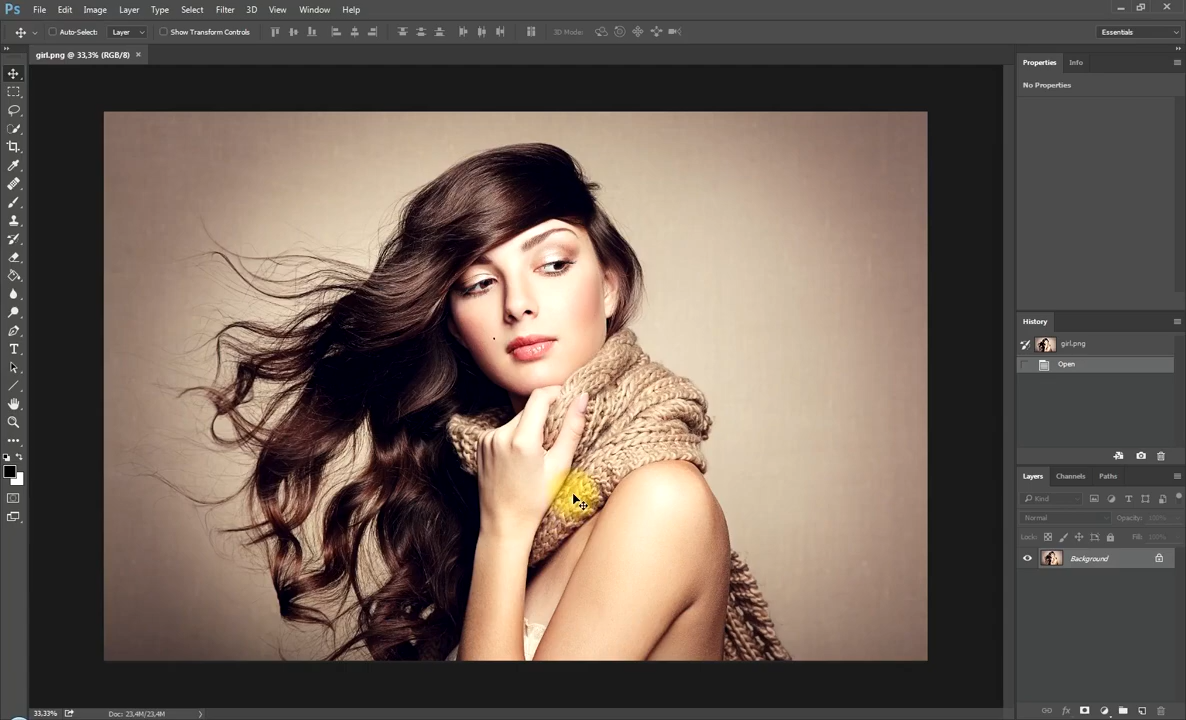 Ps File Edit Image Layer Type Select Filter 3D View Window Help
Auto-Select: Layer Show Transform Controls 3D Mode: Essentials
girl.png @ 33,3% (RGB/8) ×
Properties Info
No Properties
History
girl.png
Open
Layers Channels Paths
Kind
Normal Opacity: 100%
Lock: Fill: 100%
Background
33,33% Doc: 23,4M/23,4M